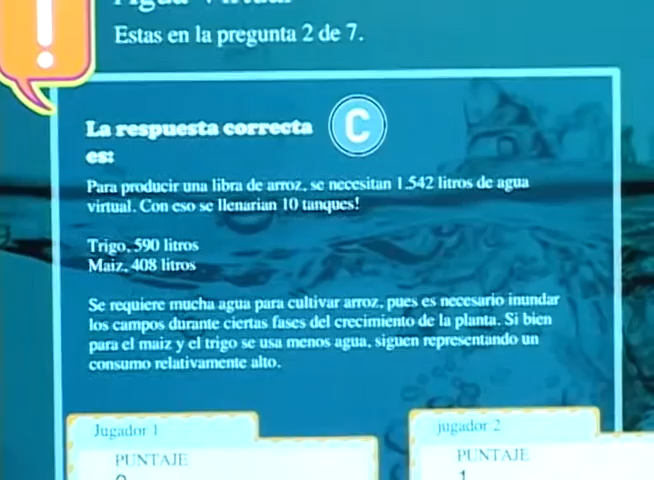 Estas en la pregunta 2 de 7.
La respuesta correcta
es:
C
Para producir una libra de arroz, se necesitan 1.542 litros de agua
virtual. Con eso se llenarian 10 tanques!
Trigo, 590 litros
Maiz, 408 litros
Se requiere mucha agua para cultivar arroz, pues es necesario inundar
los campos durante ciertas fases del crecimiento de la planta. Si bien
para el maiz y el trigo se usa menos agua, siguen representando un
consumo relativamente alto.
Jugador 1
PUNTAJE
jugador 2
PUNTAJE
1